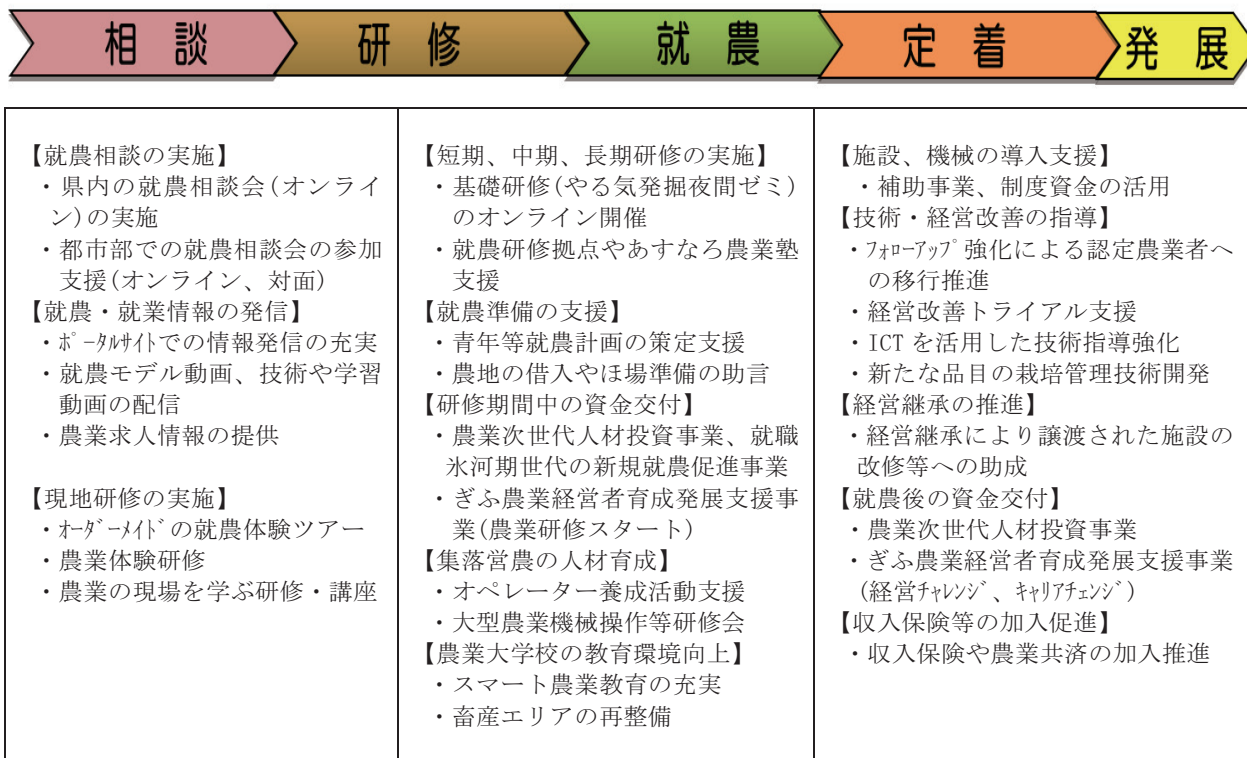 相談
研修
就農
定着
発展
【就農相談の実施】
・県内の就農相談会(オンライ
ン)の実施
・都市部での就農相談会の参加
支援(オンライン、対面)
【就農・就業情報の発信】
・ﾎﾟｰﾀﾙｻｲﾄでの情報発信の充実
・就農モデル動画、技術や学習
動画の配信
・農業求人情報の提供
【現地研修の実施】
・ｵｰﾀﾞｰﾒｲﾄﾞの就農体験ツアー
・農業体験研修
・農業の現場を学ぶ研修・講座
【短期、中期、長期研修の実施】
・基礎研修(やる気発掘夜間ゼミ)
のオンライン開催
・就農研修拠点やあすなろ農業塾
支援
【就農準備の支援】
・青年等就農計画の策定支援
・農地の借入やほ場準備の助言
【研修期間中の資金交付】
・農業次世代人材投資事業、就職
氷河期世代の新規就農促進事業
・ぎふ農業経営者育成発展支援事
業(農業研修スタート)
【集落営農の人材育成】
・オペレーター養成活動支援
・大型農業機械操作等研修会
【農業大学校の教育環境向上】
・スマート農業教育の充実
・畜産エリアの再整備
【施設、機械の導入支援】
・補助事業、制度資金の活用
【技術・経営改善の指導】
・ﾌｫﾛｰｱｯﾌﾟ強化による認定農業者へ
の移行推進
・経営改善トライアル支援
・ICT を活用した技術指導強化
・新たな品目の栽培管理技術開発
【経営継承の推進】
・経営継承により譲渡された施設の
改修等への助成
【就農後の資金交付】
・農業次世代人材投資事業
・ぎふ農業経営者育成発展支援事業
(経営ﾁｬﾚﾝｼﾞ、ｷｬﾘｱﾁｪﾝｼﾞ)
【収入保険等の加入促進】
・収入保険や農業共済の加入推進